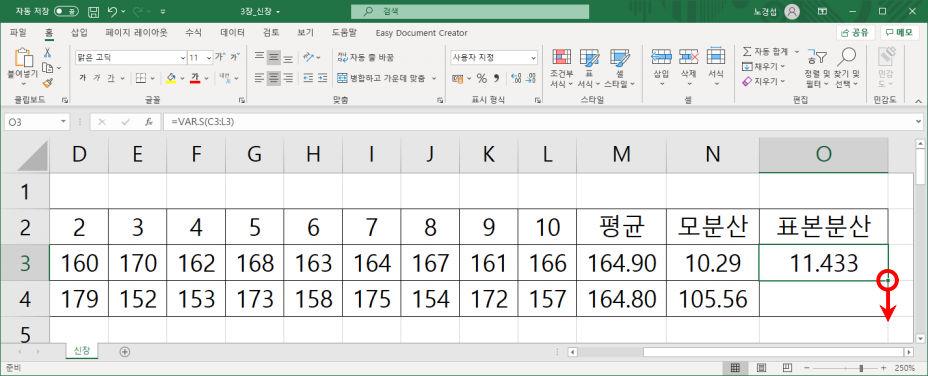 자동 저장 3장_신장 검색 노경섭
파일 홈 삽입 페이지 레이아웃 수식 데이터 검토 보기 도움말 Easy Document Creator 공유 메모
붙여넣기 맑은 고딕 11 가 가 자동 줄 바꿈 사용자 지정 조건부 서식 표 서식 셀 스타일 삽입 삭제 서식 자동 합계 정렬 및 필터 찾기 및 선택 민감도
가 가 가 가 병합하고 가운데 맞춤 % 채우기
지우기
클립보드 글꼴 맞춤 표시 형식 스타일 셀 편집 민감도
O3 fx =VAR.S(C3:L3)
D E F G H I J K L M N O
1
2 2 3 4 5 6 7 8 9 10 평균 모분산 표본분산
3 160 170 162 168 163 164 167 161 166 164.90 10.29 11.433
4 179 152 153 173 158 175 154 172 157 164.80 105.56
5
신장
준비 250%